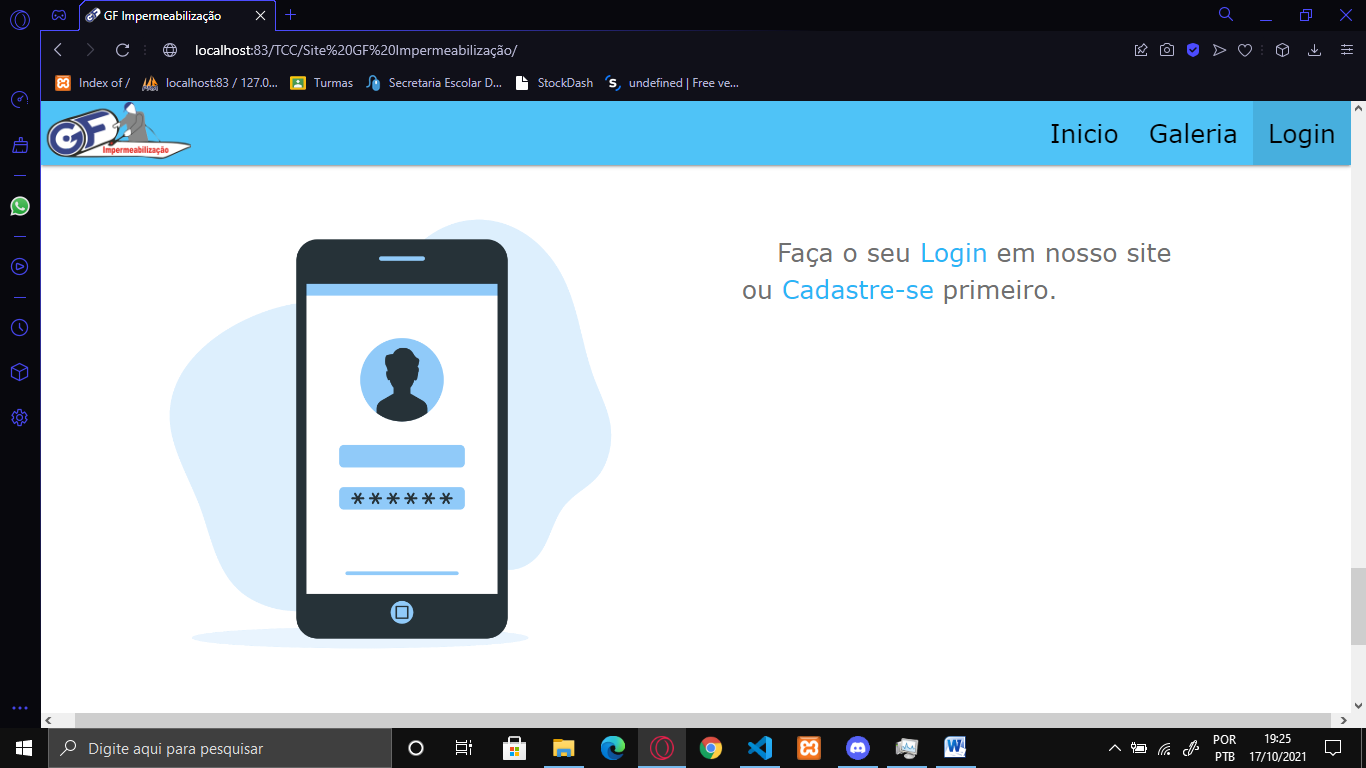 GF Impermeabilização
localhost:83/TCC/Site%20GF%20Impermeabilização/
Index of /
localhost:83 / 127.0...
Turmas
Secretaria Escolar D...
StockDash
undefined | Free ve...
GF
Impermeabilização
Inicio
Galeria
Login
Faça o seu Login em nosso site
ou Cadastre-se primeiro.
******
Digite aqui para pesquisar
POR
PTB
19:25
17/10/2021